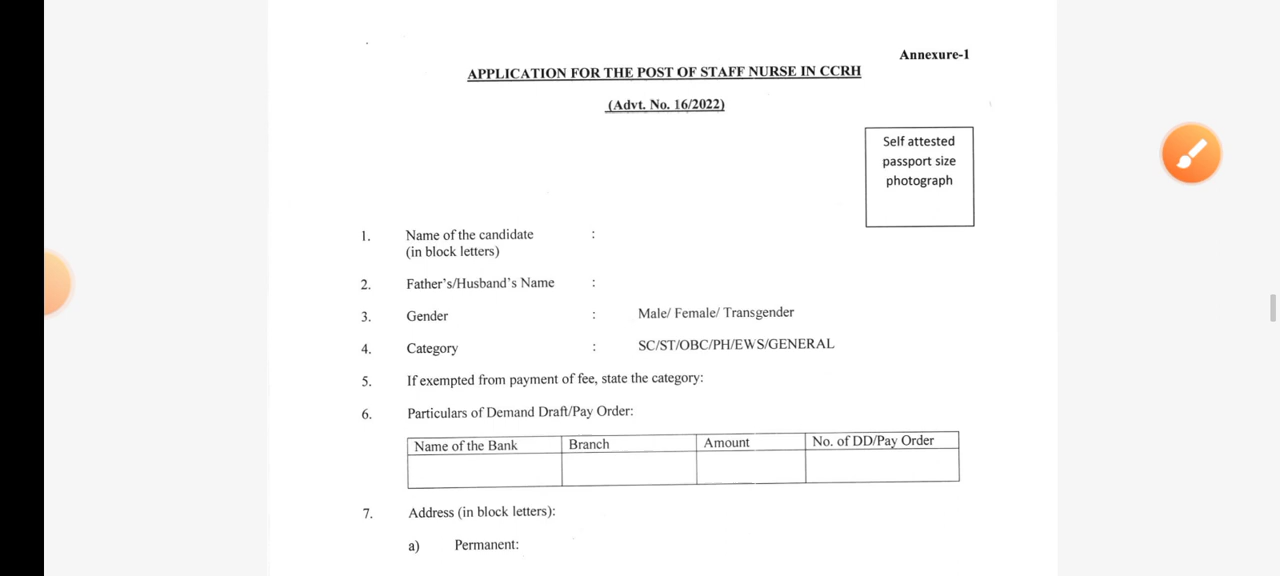 Annexure-1
APPLICATION FOR THE POST OF STAFF NURSE IN CCRH
(Advt. No. 16/2022)
Self attested
passport size
photograph
1. Name of the candidate :
(in block letters)
2. Father's/Husband's Name :
3. Gender : Male/ Female/ Transgender
4. Category : SC/ST/OBC/PH/EWS/GENERAL
5. If exempted from payment of fee, state the category:
6. Particulars of Demand Draft/Pay Order:
Name of the Bank Branch Amount No. of DD/Pay Order
7. Address (in block letters):
a) Permanent: